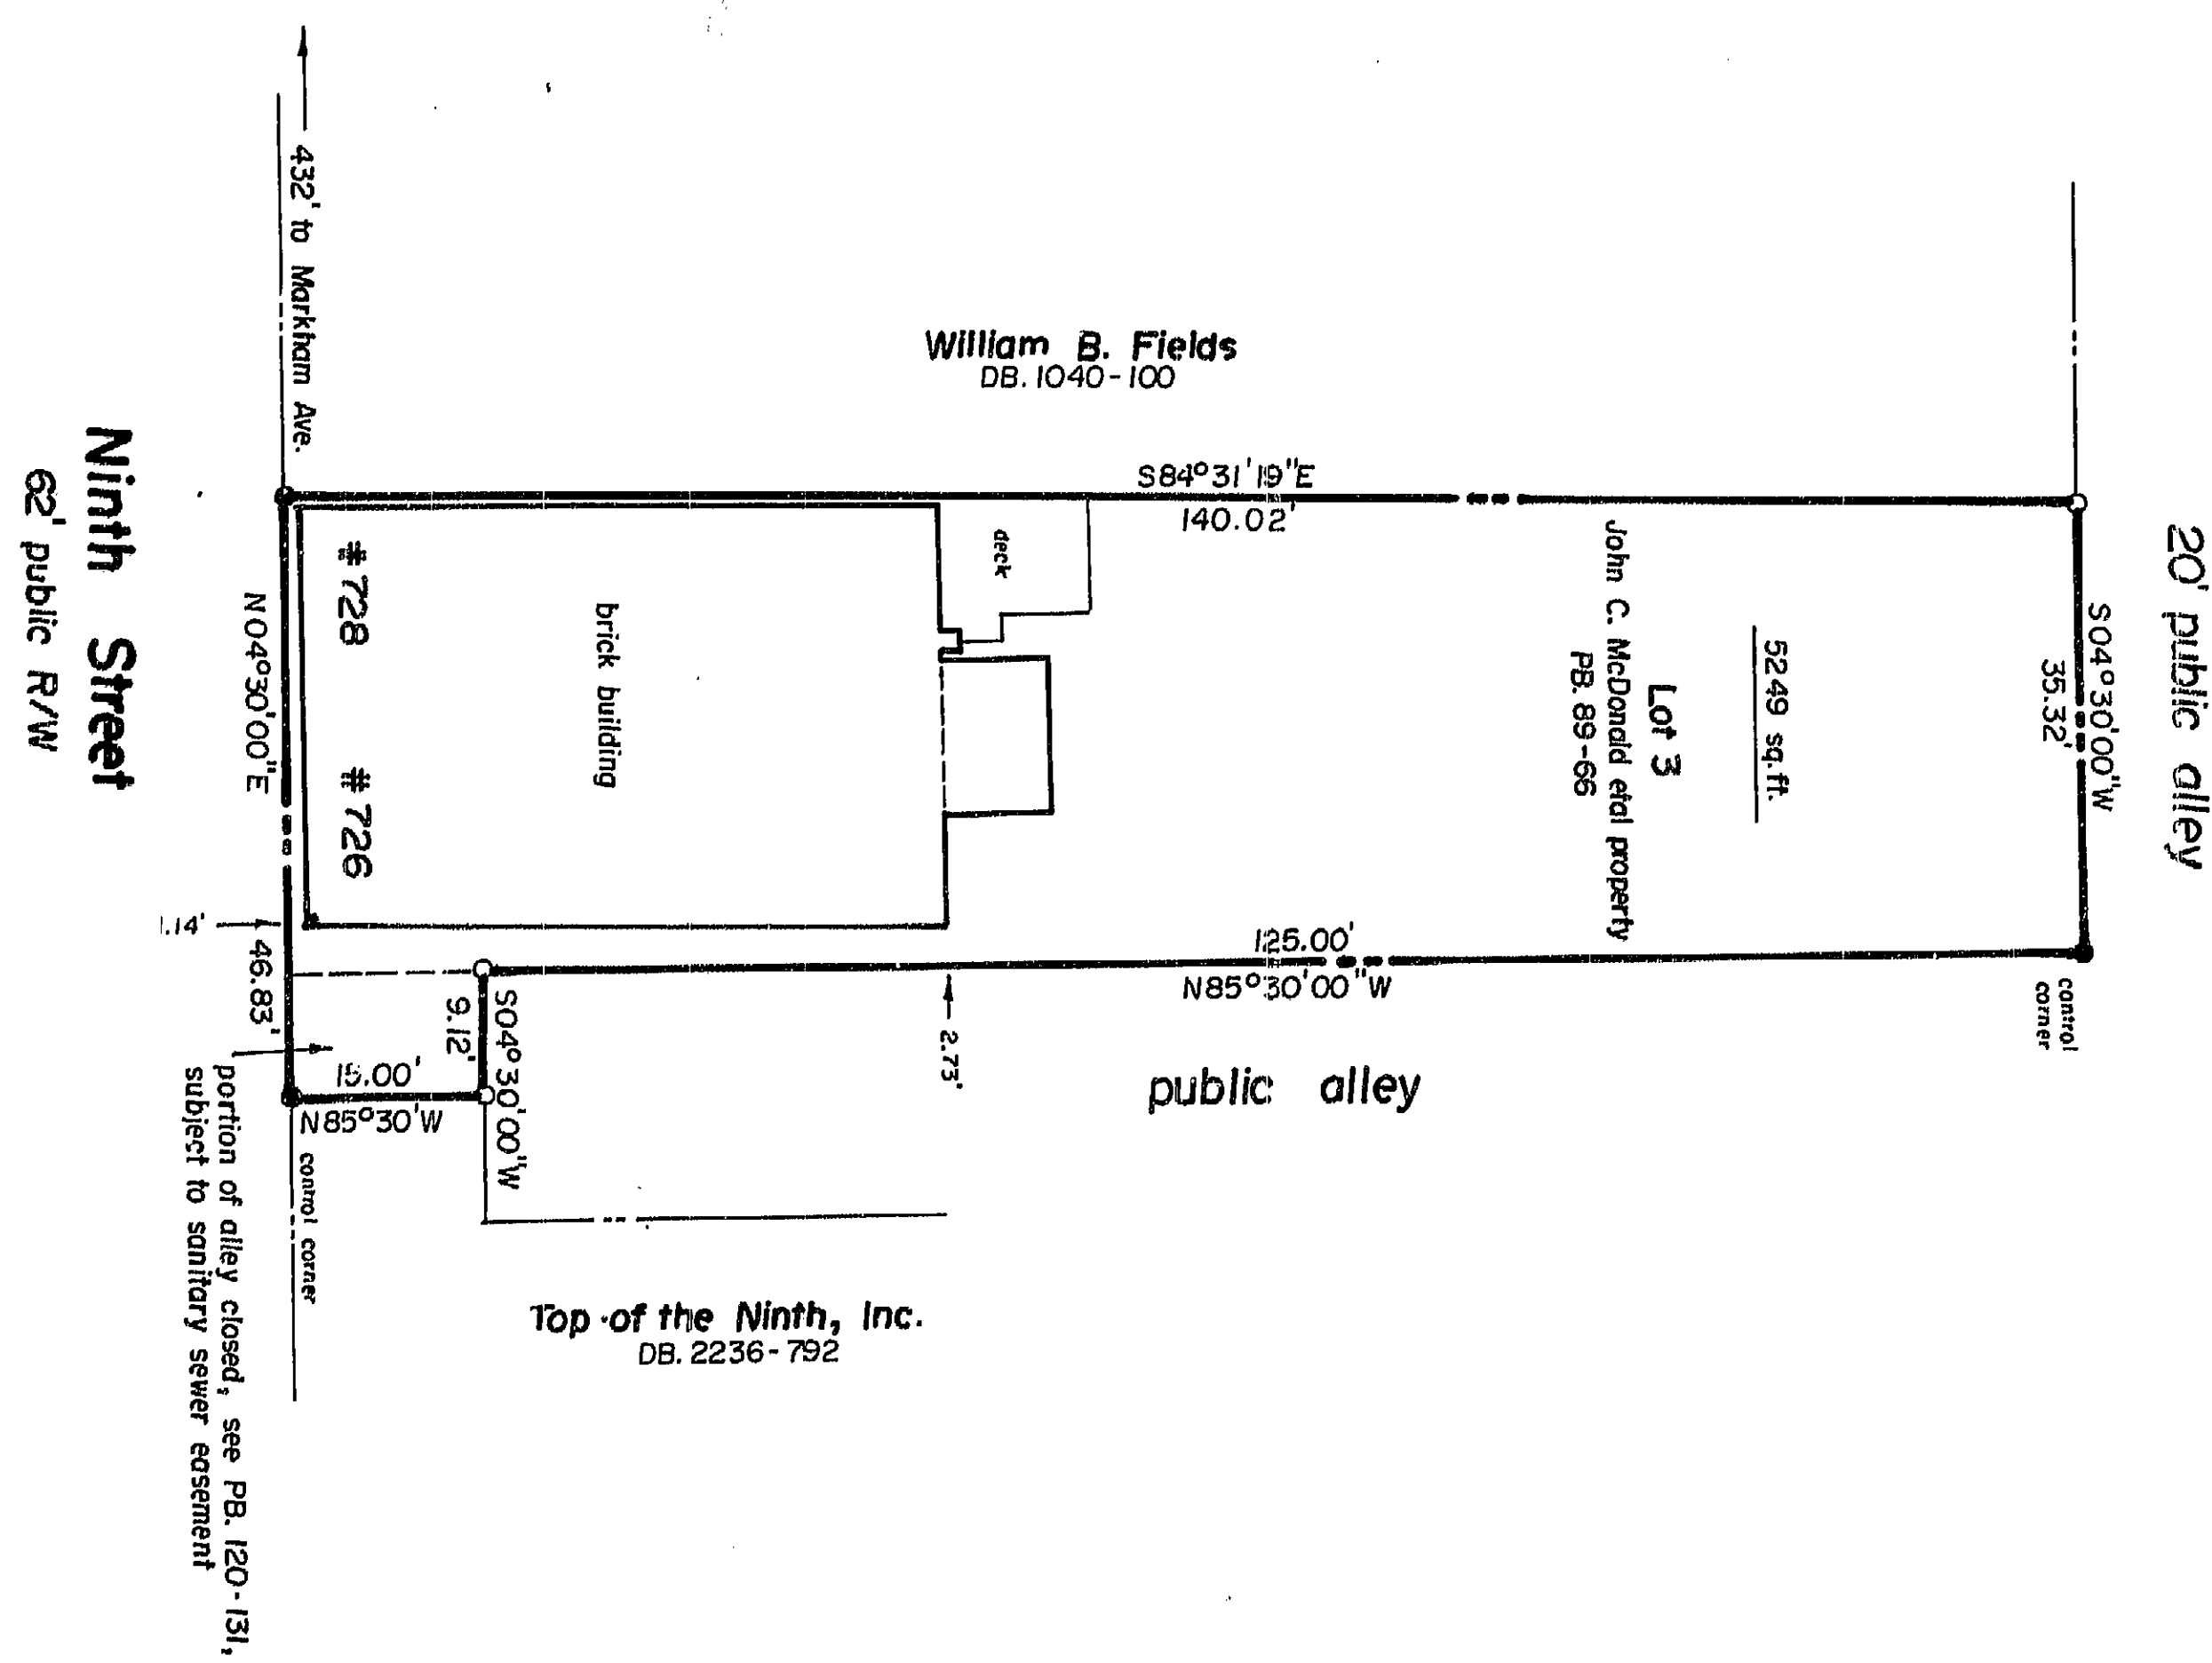 432' to Markham Ave.
Ninth Street
62' public R/W
William B. Fields
DB. 1040-100
S84°31'19"E
140.02'
20' public alley
S04°30'00"W
35.32'
5249 sq.ft.
Lot 3
John C. McDonald etal property
PB. 89-66
deck
brick building
#728 #726
N04°30'00"E
46.83'
1.14'
125.00'
N85°30'00"W
2.73'
control
corner
public alley
S04°30'00"W
9.12'
15.00'
N85°30'W
control corner
portion of alley closed, see PB. 120-131,
subject to sanitary sewer easement
Top of the Ninth, Inc.
DB. 2236-792